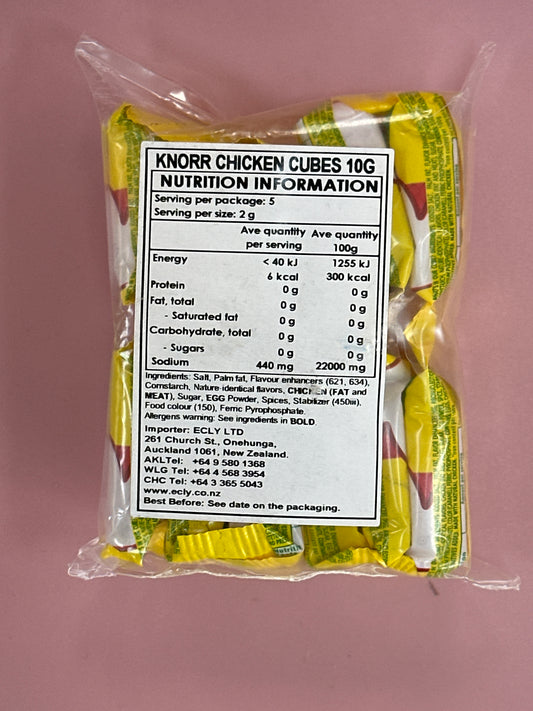 KNORR CHICKEN CUBES 10G
NUTRITION INFORMATION
Serving per package: 5
Serving per size: 2 g
Ave quantity per serving Ave quantity 100g
Energy < 40 kJ 1255 kJ
6 kcal 300 kcal
Protein 0 g 0 g
Fat, total 0 g 0 g
- Saturated fat 0 g 0 g
Carbohydrate, total 0 g 0 g
- Sugars 0 g 0 g
Sodium 440 mg 22000 mg
Ingredients: Salt, Palm fat, Flavour enhancers (621, 634),
Cornstarch, Nature-identical flavors, CHICKEN (FAT and
MEAT), Sugar, EGG Powder, Spices, Stabilizer (450iii),
Food colour (150), Ferric Pyrophosphate.
Allergens warning: See ingredients in BOLD.
Importer: ECLY LTD
261 Church St., Onehunga,
Auckland 1061, New Zealand.
AKLTel: +64 9 580 1368
WLG Tel: +64 4 568 3954
CHC Tel: +64 3 365 5043
www.ecly.co.nz
Best Before: See date on the packaging.